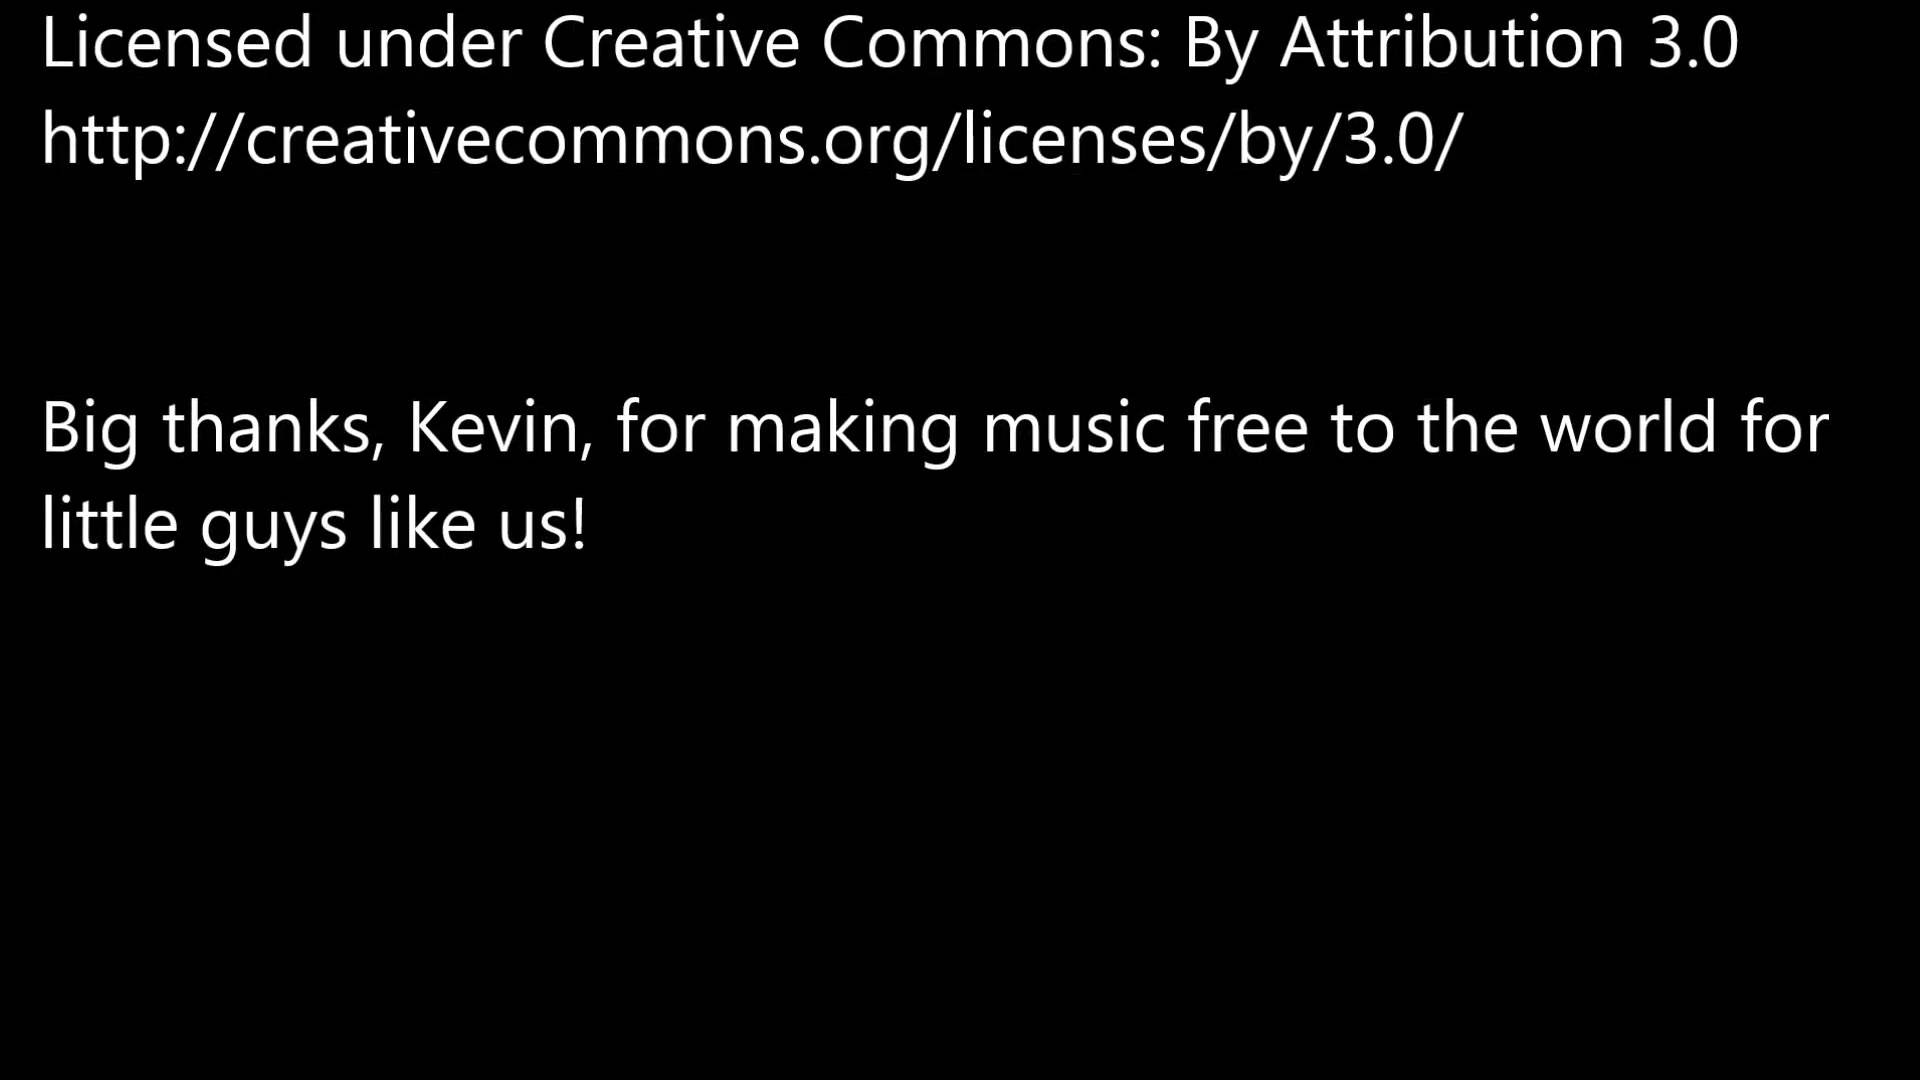 Licensed under Creative Commons: By Attribution 3.0
http://creativecommons.org/licenses/by/3.0/
Big thanks, Kevin, for making music free to the world for
little guys like us!